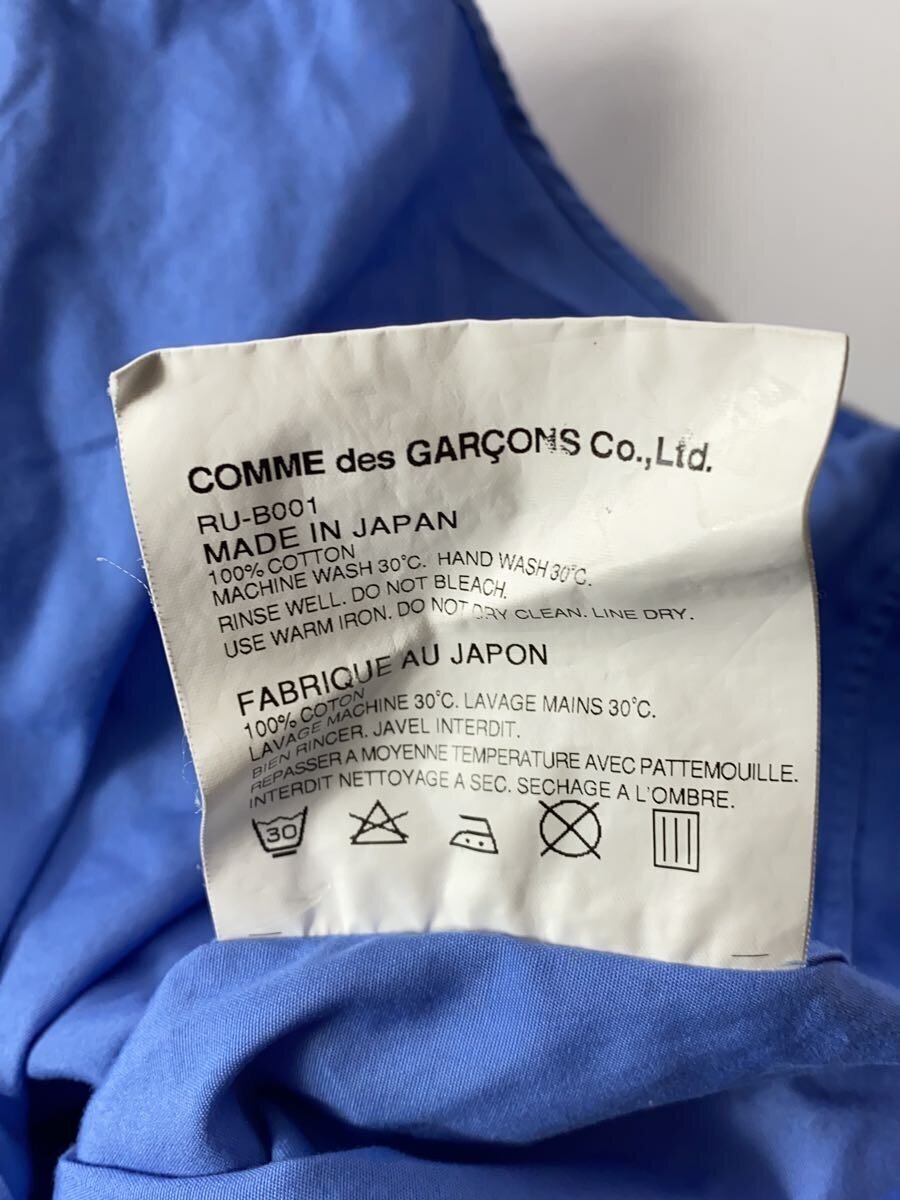 COMME des GARÇONS Co.,Ltd.
RU-B001
MADE IN JAPAN
100% COTTON
MACHINE WASH 30°C. HAND WASH 30°C.
RINSE WELL. DO NOT BLEACH.
USE WARM IRON. DO NOT DRY CLEAN. LINE DRY.
FABRIQUE AU JAPON
100% COTON
LAVAGE MACHINE 30°C. LAVAGE MAINS 30°C.
BIEN RINCER. JAVEL INTERDIT.
REPASSER A MOYENNE TEMPERATURE AVEC PATTEMOUILLE.
INTERDIT NETTOYAGE A SEC. SECHAGE A L'OMBRE.
30